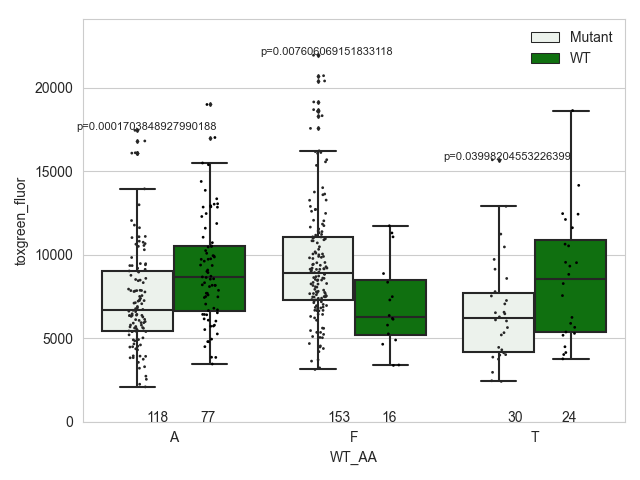 Mutant
WT
p=0.007606069151833118
p=0.0001703848927990188
p=0.03998204553226399
20000
15000
10000
5000
0
toxgreen_fluor
118 77 153 16 30 24
A F T
WT_AA